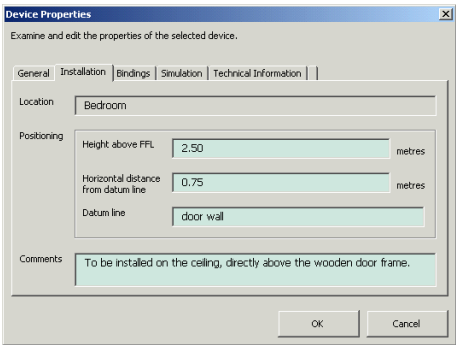 Device Properties
Examine and edit the properties of the selected device.
General Installation Bindings Simulation Technical Information
Location Bedroom
Positioning
Height above FFL 2.50 metres
Horizontal distance
from datum line 0.75 metres
Datum line door wall
Comments To be installed on the ceiling, directly above the wooden door frame.
OK Cancel